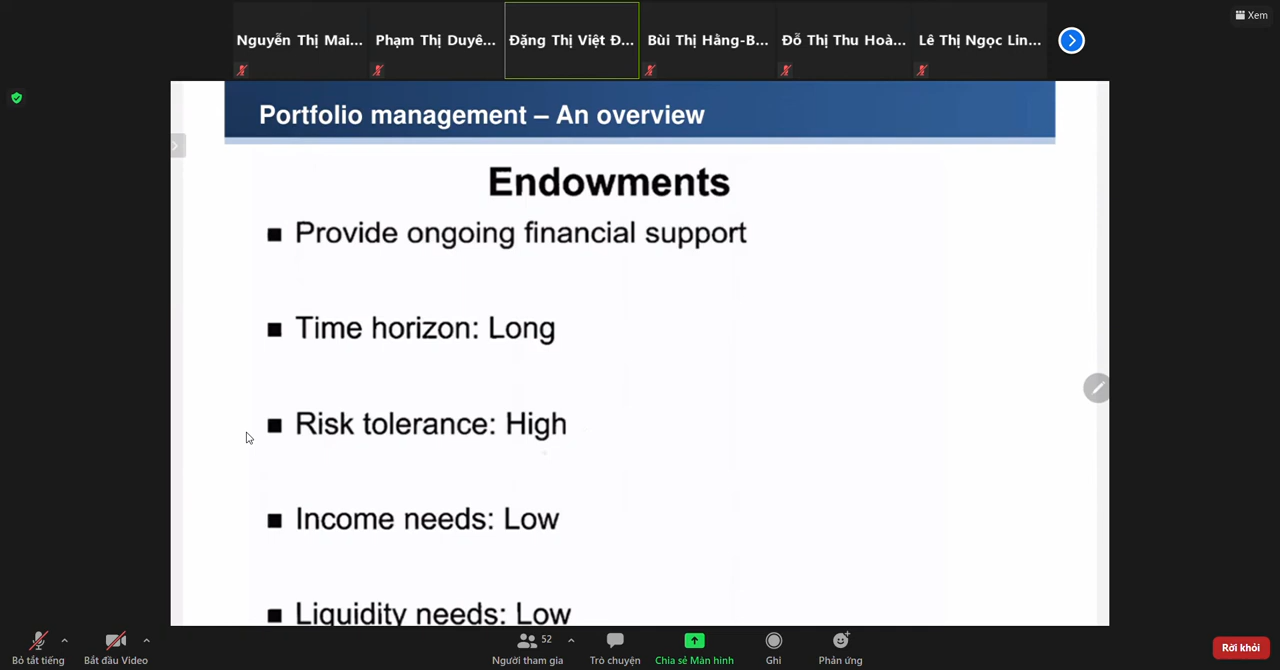 Xem
Nguyễn Thị Mai...
Phạm Thị Duyê...
Đặng Thị Việt Đ...
Bùi Thị Hằng-B...
Đỗ Thị Thu Hoà...
Lê Thị Ngọc Lin...
Portfolio management – An overview
Endowments
■ Provide ongoing financial support
■ Time horizon: Long
■ Risk tolerance: High
■ Income needs: Low
■ Liquidity needs: Low
Bỏ tắt tiếng
Bắt đầu Video
52
Người tham gia
Trò chuyện
Chia sẻ Màn hình
Ghi
Phản ứng
Rời khỏi